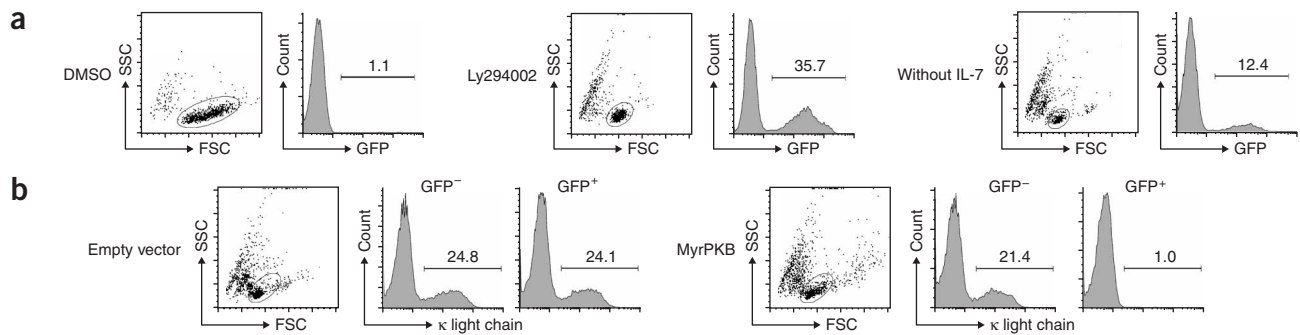 a
DMSO
SSC
FSC
Count
1.1
GFP
Ly294002
SSC
FSC
Count
35.7
GFP
Without IL-7
SSC
FSC
Count
12.4
GFP
b
Empty vector
SSC
FSC
Count
GFP⁻
24.8
GFP⁺
24.1
κ light chain
MyrPKB
SSC
FSC
Count
GFP⁻
21.4
GFP⁺
1.0
κ light chain